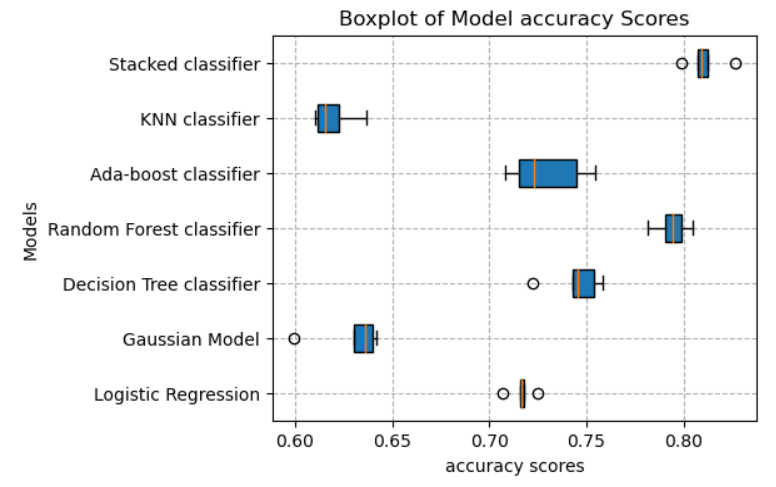 Boxplot of Model accuracy Scores
Stacked classifier
KNN classifier
Ada-boost classifier
Random Forest classifier
Decision Tree classifier
Gaussian Model
Logistic Regression
Models
0.60 0.65 0.70 0.75 0.80
accuracy scores